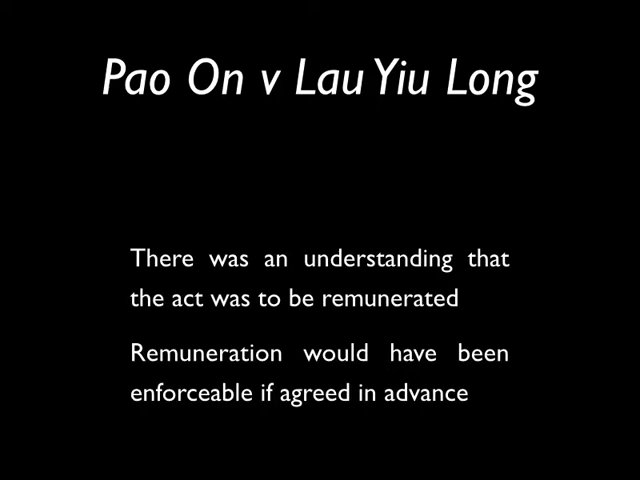 Pao On v Lau Yiu Long
There was an understanding that
the act was to be remunerated
Remuneration would have been
enforceable if agreed in advance